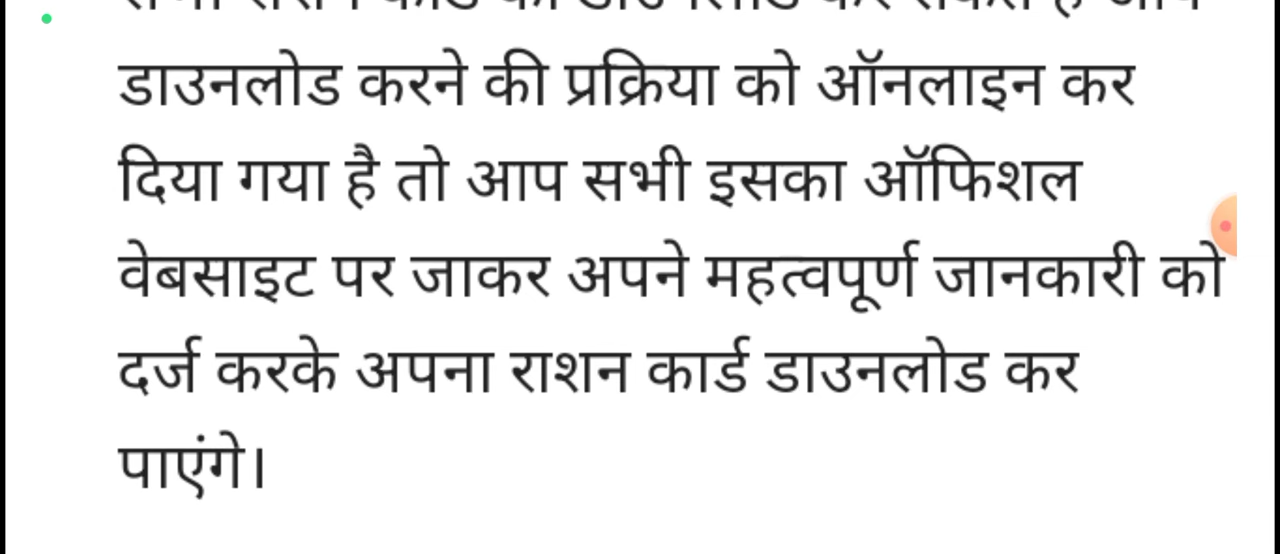 डाउनलोड करने की प्रक्रिया को ऑनलाइन कर
दिया गया है तो आप सभी इसका ऑफिशल
वेबसाइट पर जाकर अपने महत्वपूर्ण जानकारी को
दर्ज करके अपना राशन कार्ड डाउनलोड कर
पाएंगे।